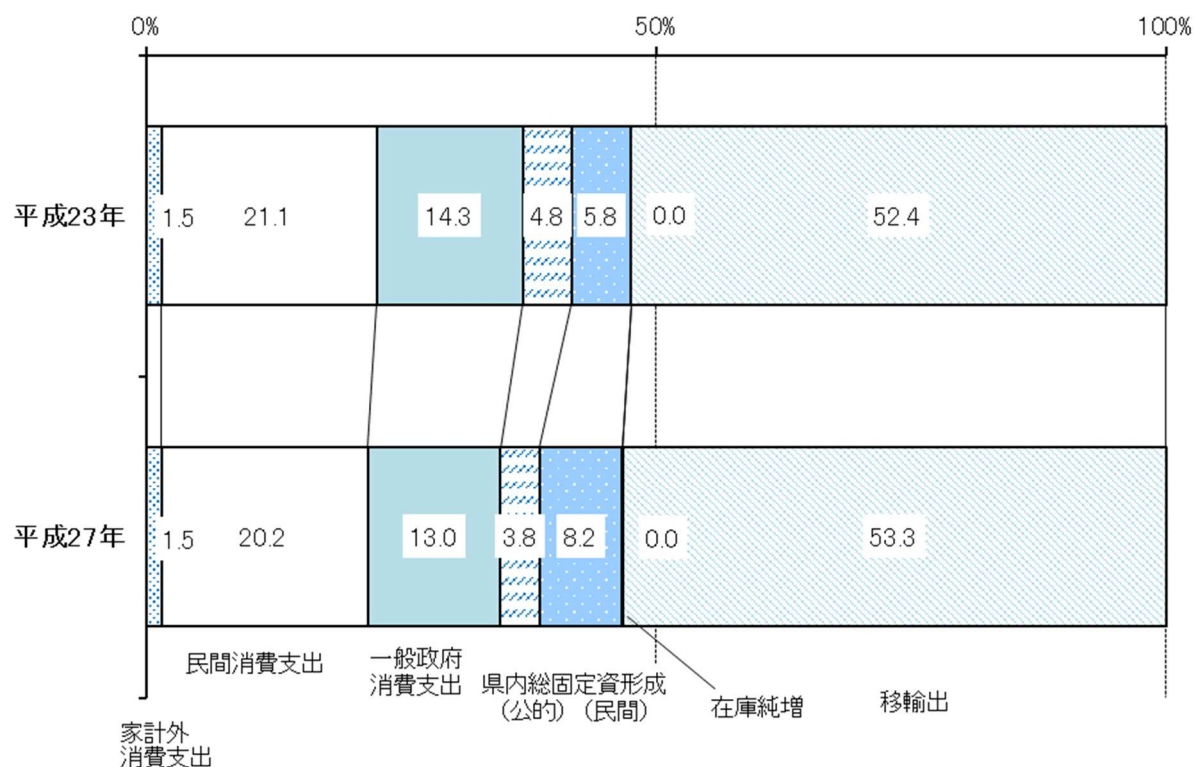 0%
50%
100%
平成23年
1.5
21.1
14.3
4.8
5.8
0.0
52.4
平成27年
1.5
20.2
13.0
3.8
8.2
0.0
53.3
民間消費支出
一般政府
消費支出
県内総固定資形成
（公的）（民間）
在庫純増
移輸出
家計外
消費支出